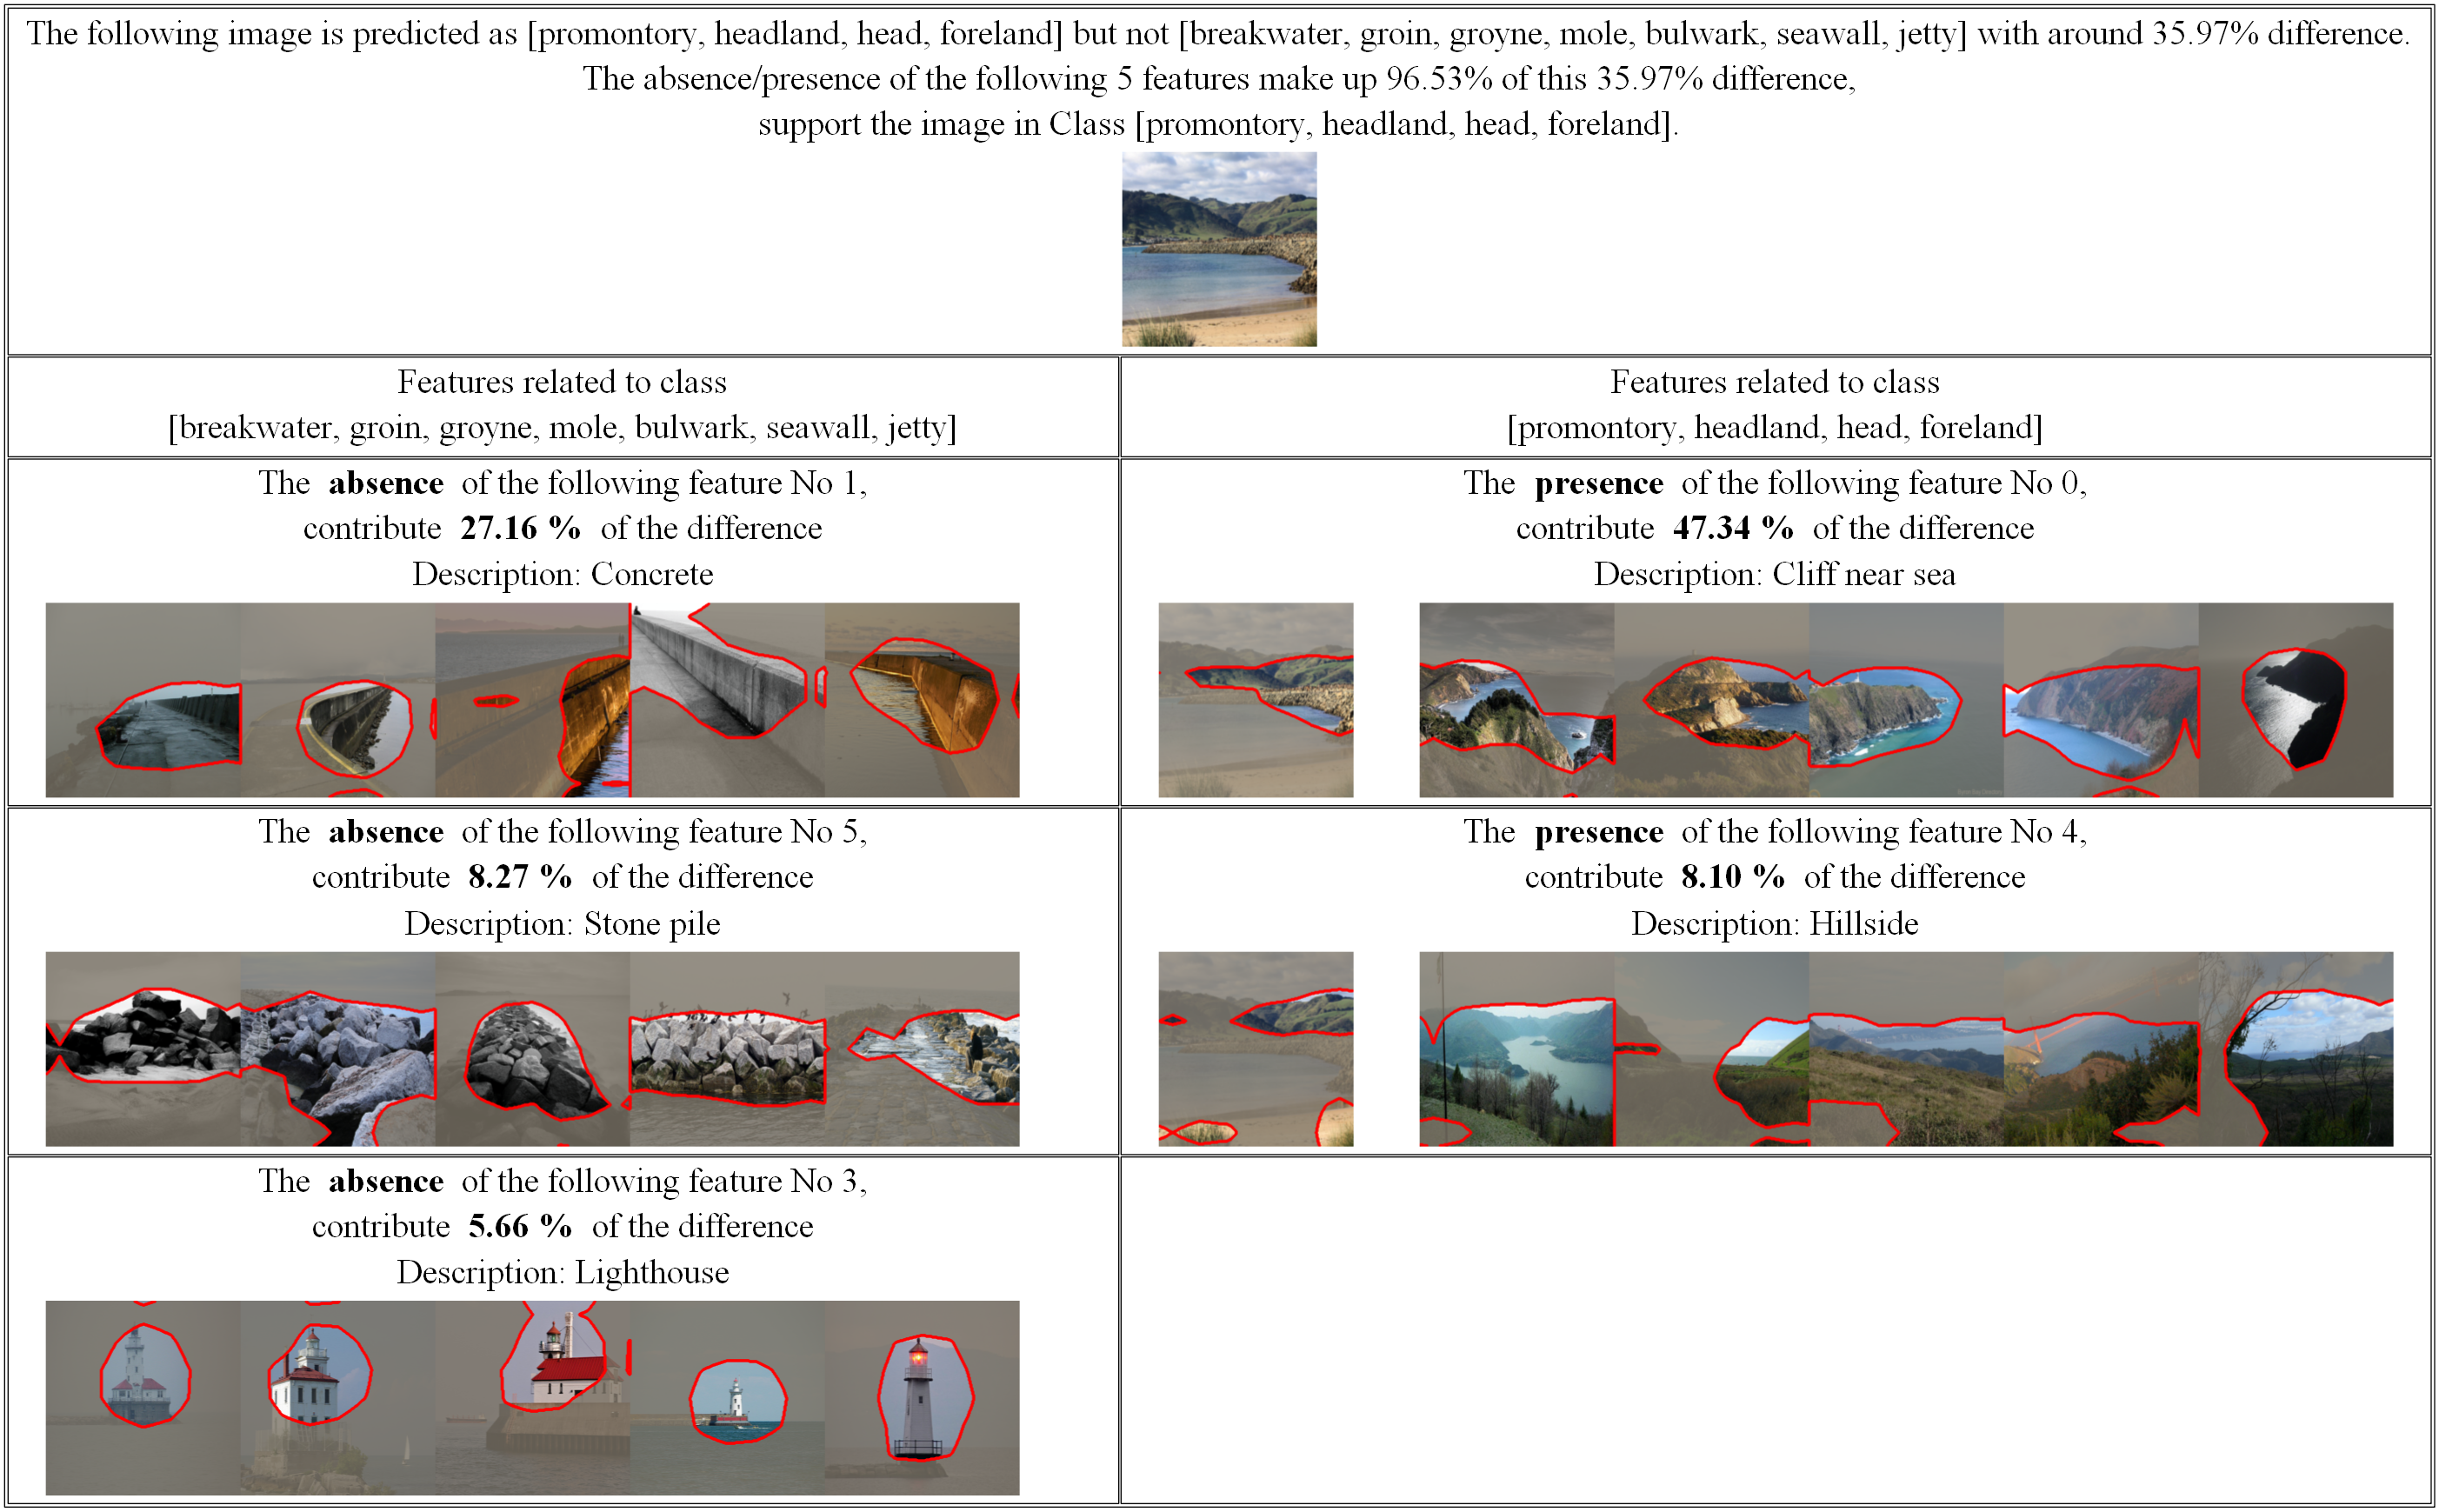 The following image is predicted as [promontory, headland, head, foreland] but not [breakwater, groin, groyne, mole, bulwark, seawall, jetty] with around 35.97% difference.
The absence/presence of the following 5 features make up 96.53% of this 35.97% difference,
support the image in Class [promontory, headland, head, foreland].
Features related to class
[breakwater, groin, groyne, mole, bulwark, seawall, jetty]
Features related to class
[promontory, headland, head, foreland]
The absence of the following feature No 1,
contribute 27.16 % of the difference
Description: Concrete
The presence of the following feature No 0,
contribute 47.34 % of the difference
Description: Cliff near sea
The absence of the following feature No 5,
contribute 8.27 % of the difference
Description: Stone pile
The presence of the following feature No 4,
contribute 8.10 % of the difference
Description: Hillside
The absence of the following feature No 3,
contribute 5.66 % of the difference
Description: Lighthouse